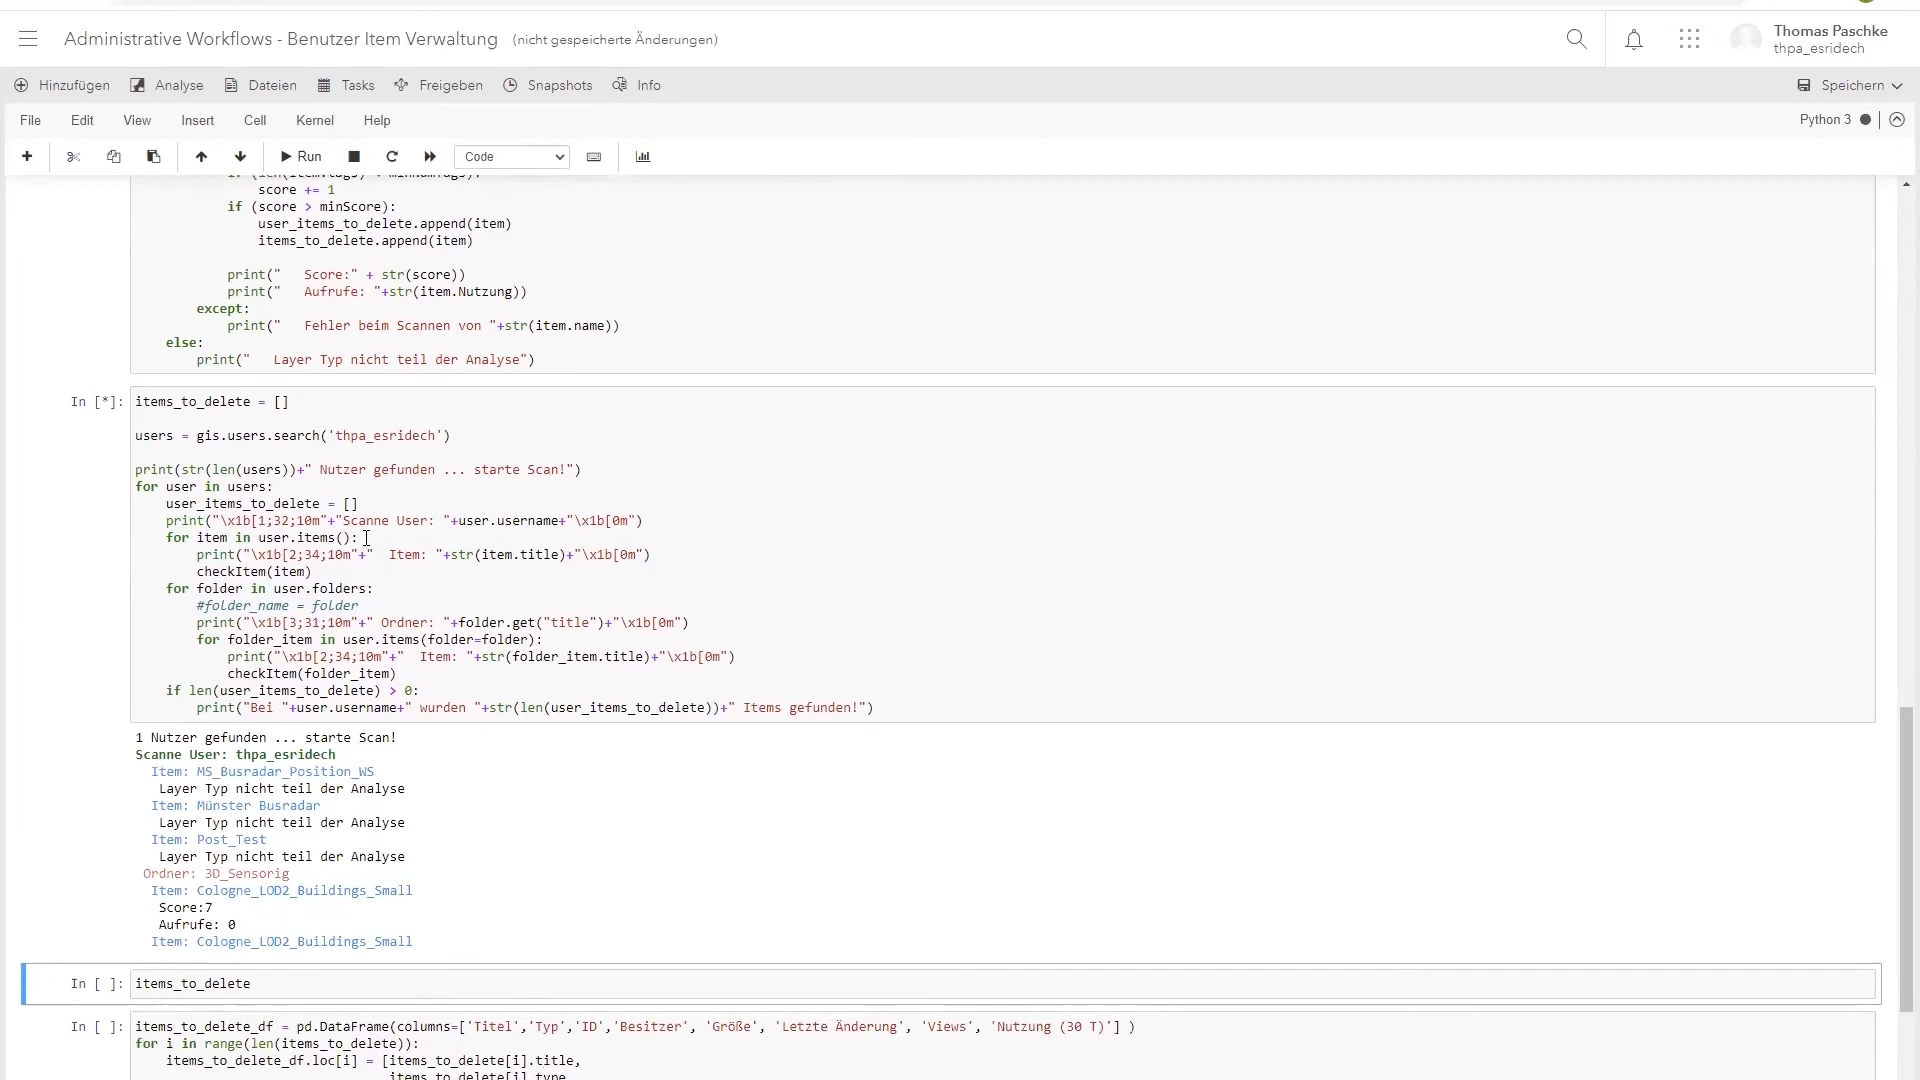 Administrative Workflows - Benutzer Item Verwaltung (nicht gespeicherte Änderungen)
Thomas Paschke
thpa_esridech
Hinzufügen Analyse Dateien Tasks Freigeben Snapshots Info Speichern
File Edit View Insert Cell Kernel Help Python 3
Run Code
score += 1
if (score > minScore):
user_items_to_delete.append(item)
items_to_delete.append(item)
print("   Score:" + str(score))
print("   Aufrufe: "+str(item.Nutzung))
except:
print("   Fehler beim Scannen von "+str(item.name))
else:
print("   Layer Typ nicht teil der Analyse")
In [*]: items_to_delete = []
users = gis.users.search('thpa_esridech')
print(str(len(users))+" Nutzer gefunden ... starte Scan!")
for user in users:
user_items_to_delete = []
print("\x1b[1;32;10m"+"Scanne User: "+user.username+"\x1b[0m")
for item in user.items():
print("\x1b[2;34;10m"+"  Item: "+str(item.title)+"\x1b[0m")
checkItem(item)
for folder in user.folders:
#folder_name = folder
print("\x1b[3;31;10m"+" Ordner: "+folder.get("title")+"\x1b[0m")
for folder_item in user.items(folder=folder):
print("\x1b[2;34;10m"+"  Item: "+str(folder_item.title)+"\x1b[0m")
checkItem(folder_item)
if len(user_items_to_delete) > 0:
print("Bei "+user.username+" wurden "+str(len(user_items_to_delete))+" Items gefunden!")
1 Nutzer gefunden ... starte Scan!
Scanne User: thpa_esridech
Item: MS_Busradar_Position_WS
Layer Typ nicht teil der Analyse
Item: Münster Busradar
Layer Typ nicht teil der Analyse
Item: Post_Test
Layer Typ nicht teil der Analyse
Ordner: 3D_Sensorig
Item: Cologne_LOD2_Buildings_Small
Score:7
Aufrufe: 0
Item: Cologne_LOD2_Buildings_Small
In [ ]: items_to_delete
In [ ]: items_to_delete_df = pd.DataFrame(columns=['Titel','Typ','ID','Besitzer', 'Größe', 'Letzte Änderung', 'Views', 'Nutzung (30 T)'] )
for i in range(len(items_to_delete)):
items_to_delete_df.loc[i] = [items_to_delete[i].title,
items_to_delete[i].type